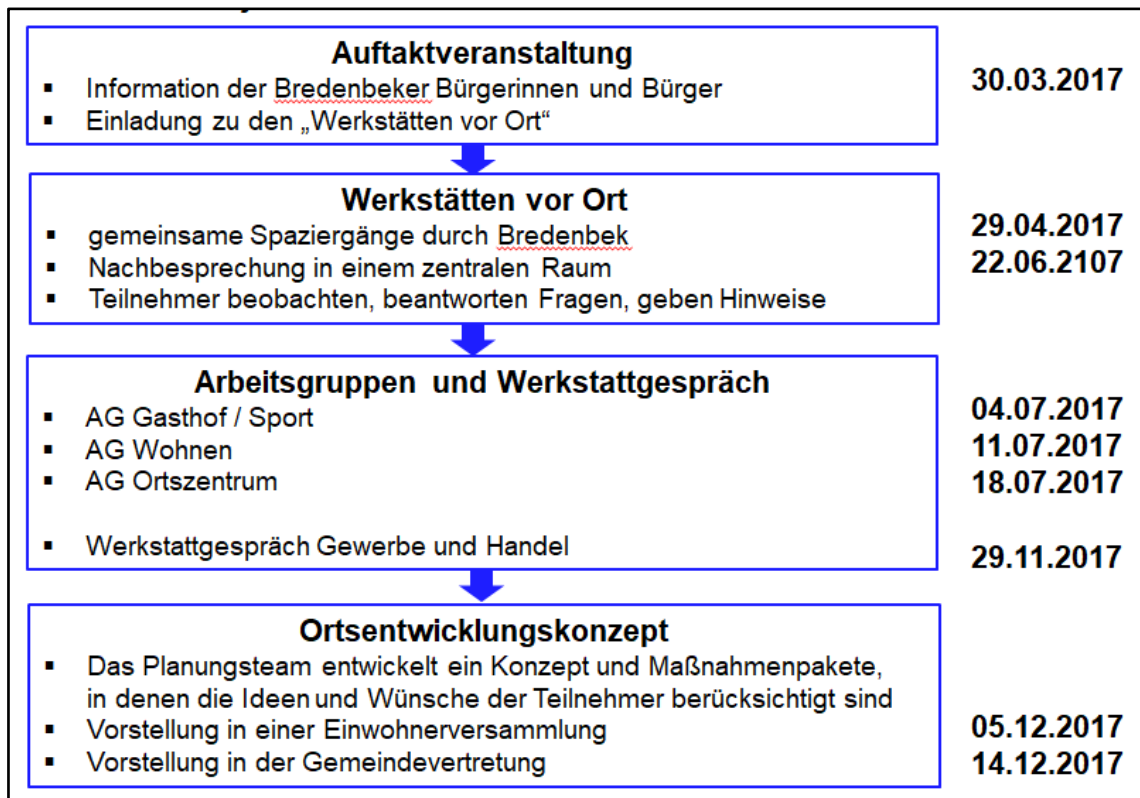 Auftaktveranstaltung
▪ Information der Bredenbeker Bürgerinnen und Bürger
30.03.2017
▪ Einladung zu den „Werkstätten vor Ort“
Werkstätten vor Ort
▪ gemeinsame Spaziergänge durch Bredenbek
29.04.2017
▪ Nachbesprechung in einem zentralen Raum
22.06.2107
▪ Teilnehmer beobachten, beantworten Fragen, geben Hinweise
Arbeitsgruppen und Werkstattgespräch
▪ AG Gasthof / Sport
04.07.2017
▪ AG Wohnen
11.07.2017
▪ AG Ortszentrum
18.07.2017
▪ Werkstattgespräch Gewerbe und Handel
29.11.2017
Ortsentwicklungskonzept
▪ Das Planungsteam entwickelt ein Konzept und Maßnahmenpakete,
in denen die Ideen und Wünsche der Teilnehmer berücksichtigt sind
▪ Vorstellung in einer Einwohnerversammlung
05.12.2017
▪ Vorstellung in der Gemeindevertretung
14.12.2017